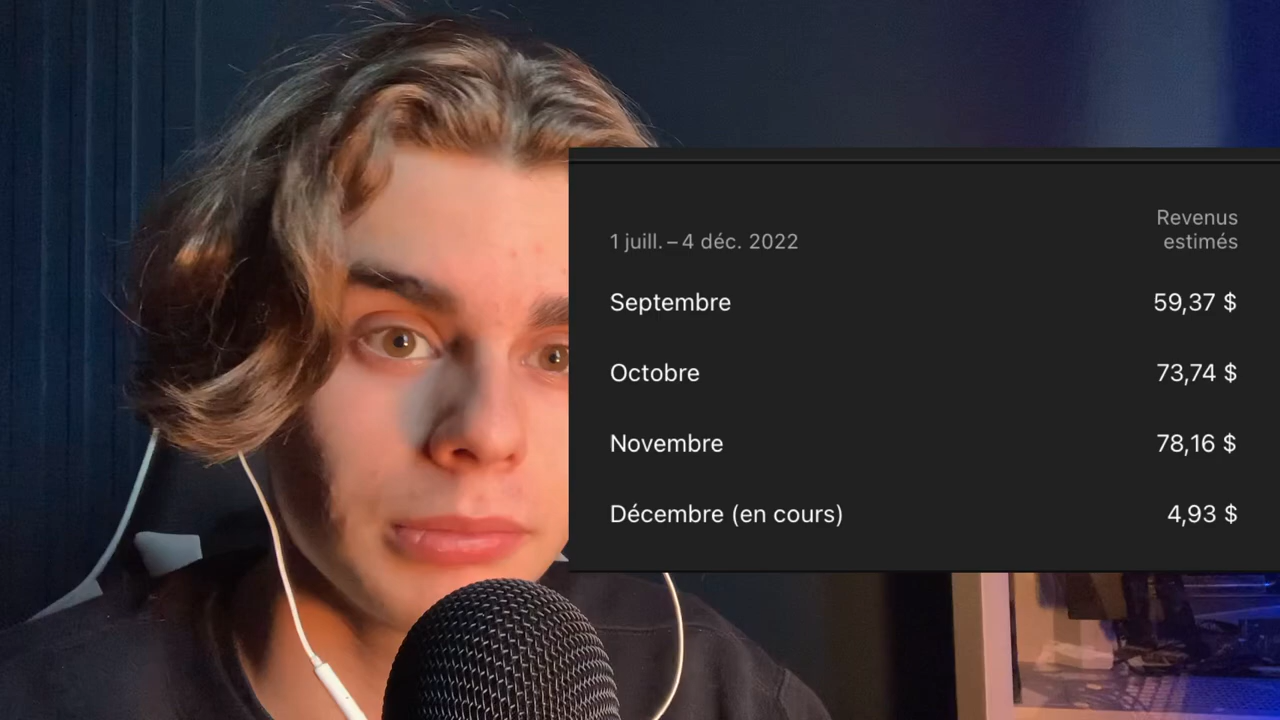 Revenus
1 juill. – 4 déc. 2022 estimés
Septembre 59,37 $
Octobre 73,74 $
Novembre 78,16 $
Décembre (en cours) 4,93 $